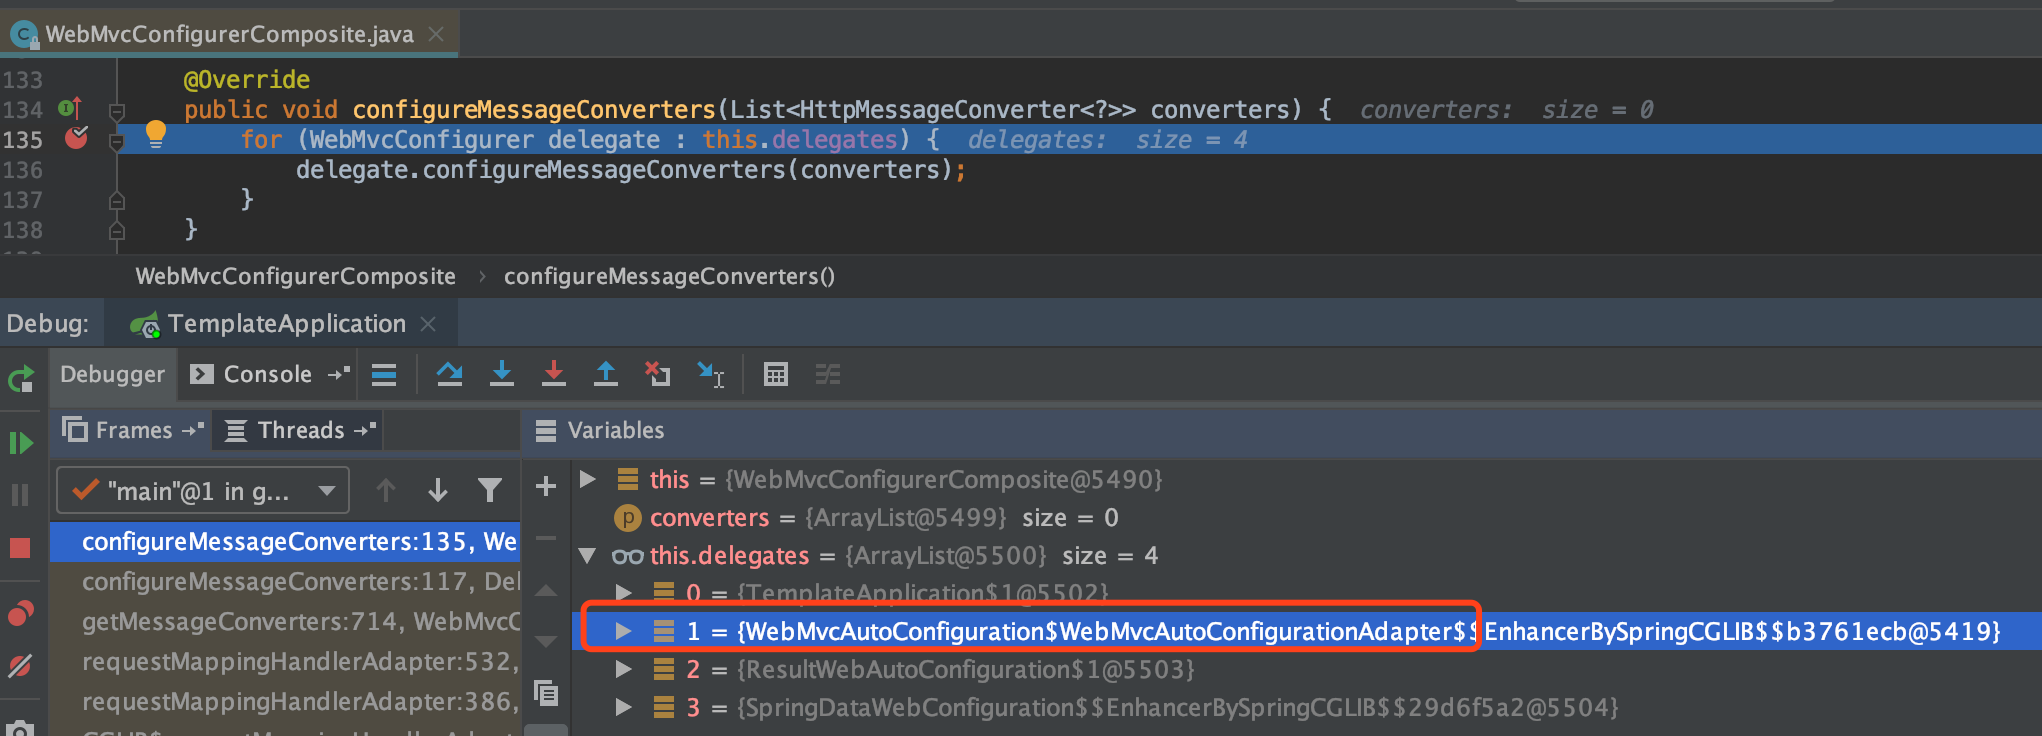 WebMvcConfigurerComposite.java
133 @Override
134 public void configureMessageConverters(List<HttpMessageConverter<?>> converters) { converters: size = 0
135 for (WebMvcConfigurer delegate : this.delegates) { delegates: size = 4
136 delegate.configureMessageConverters(converters);
137 }
138 }
WebMvcConfigurerComposite › configureMessageConverters()
Debug: TemplateApplication
Debugger Console
Frames Threads Variables
"main"@1 in g...
this = {WebMvcConfigurerComposite@5490}
converters = {ArrayList@5499} size = 0
this.delegates = {ArrayList@5500} size = 4
0 = {TemplateApplication$1@5502}
1 = {WebMvcAutoConfiguration$WebMvcAutoConfigurationAdapter$$EnhancerBySpringCGLIB$$b3761ecb@5419}
2 = {ResultWebAutoConfiguration$1@5503}
3 = {SpringDataWebConfiguration$$EnhancerBySpringCGLIB$$29d6f5a2@5504}
configureMessageConverters:135, We
configureMessageConverters:117, Del
getMessageConverters:714, WebMvcC
requestMappingHandlerAdapter:532,
requestMappingHandlerAdapter:386,